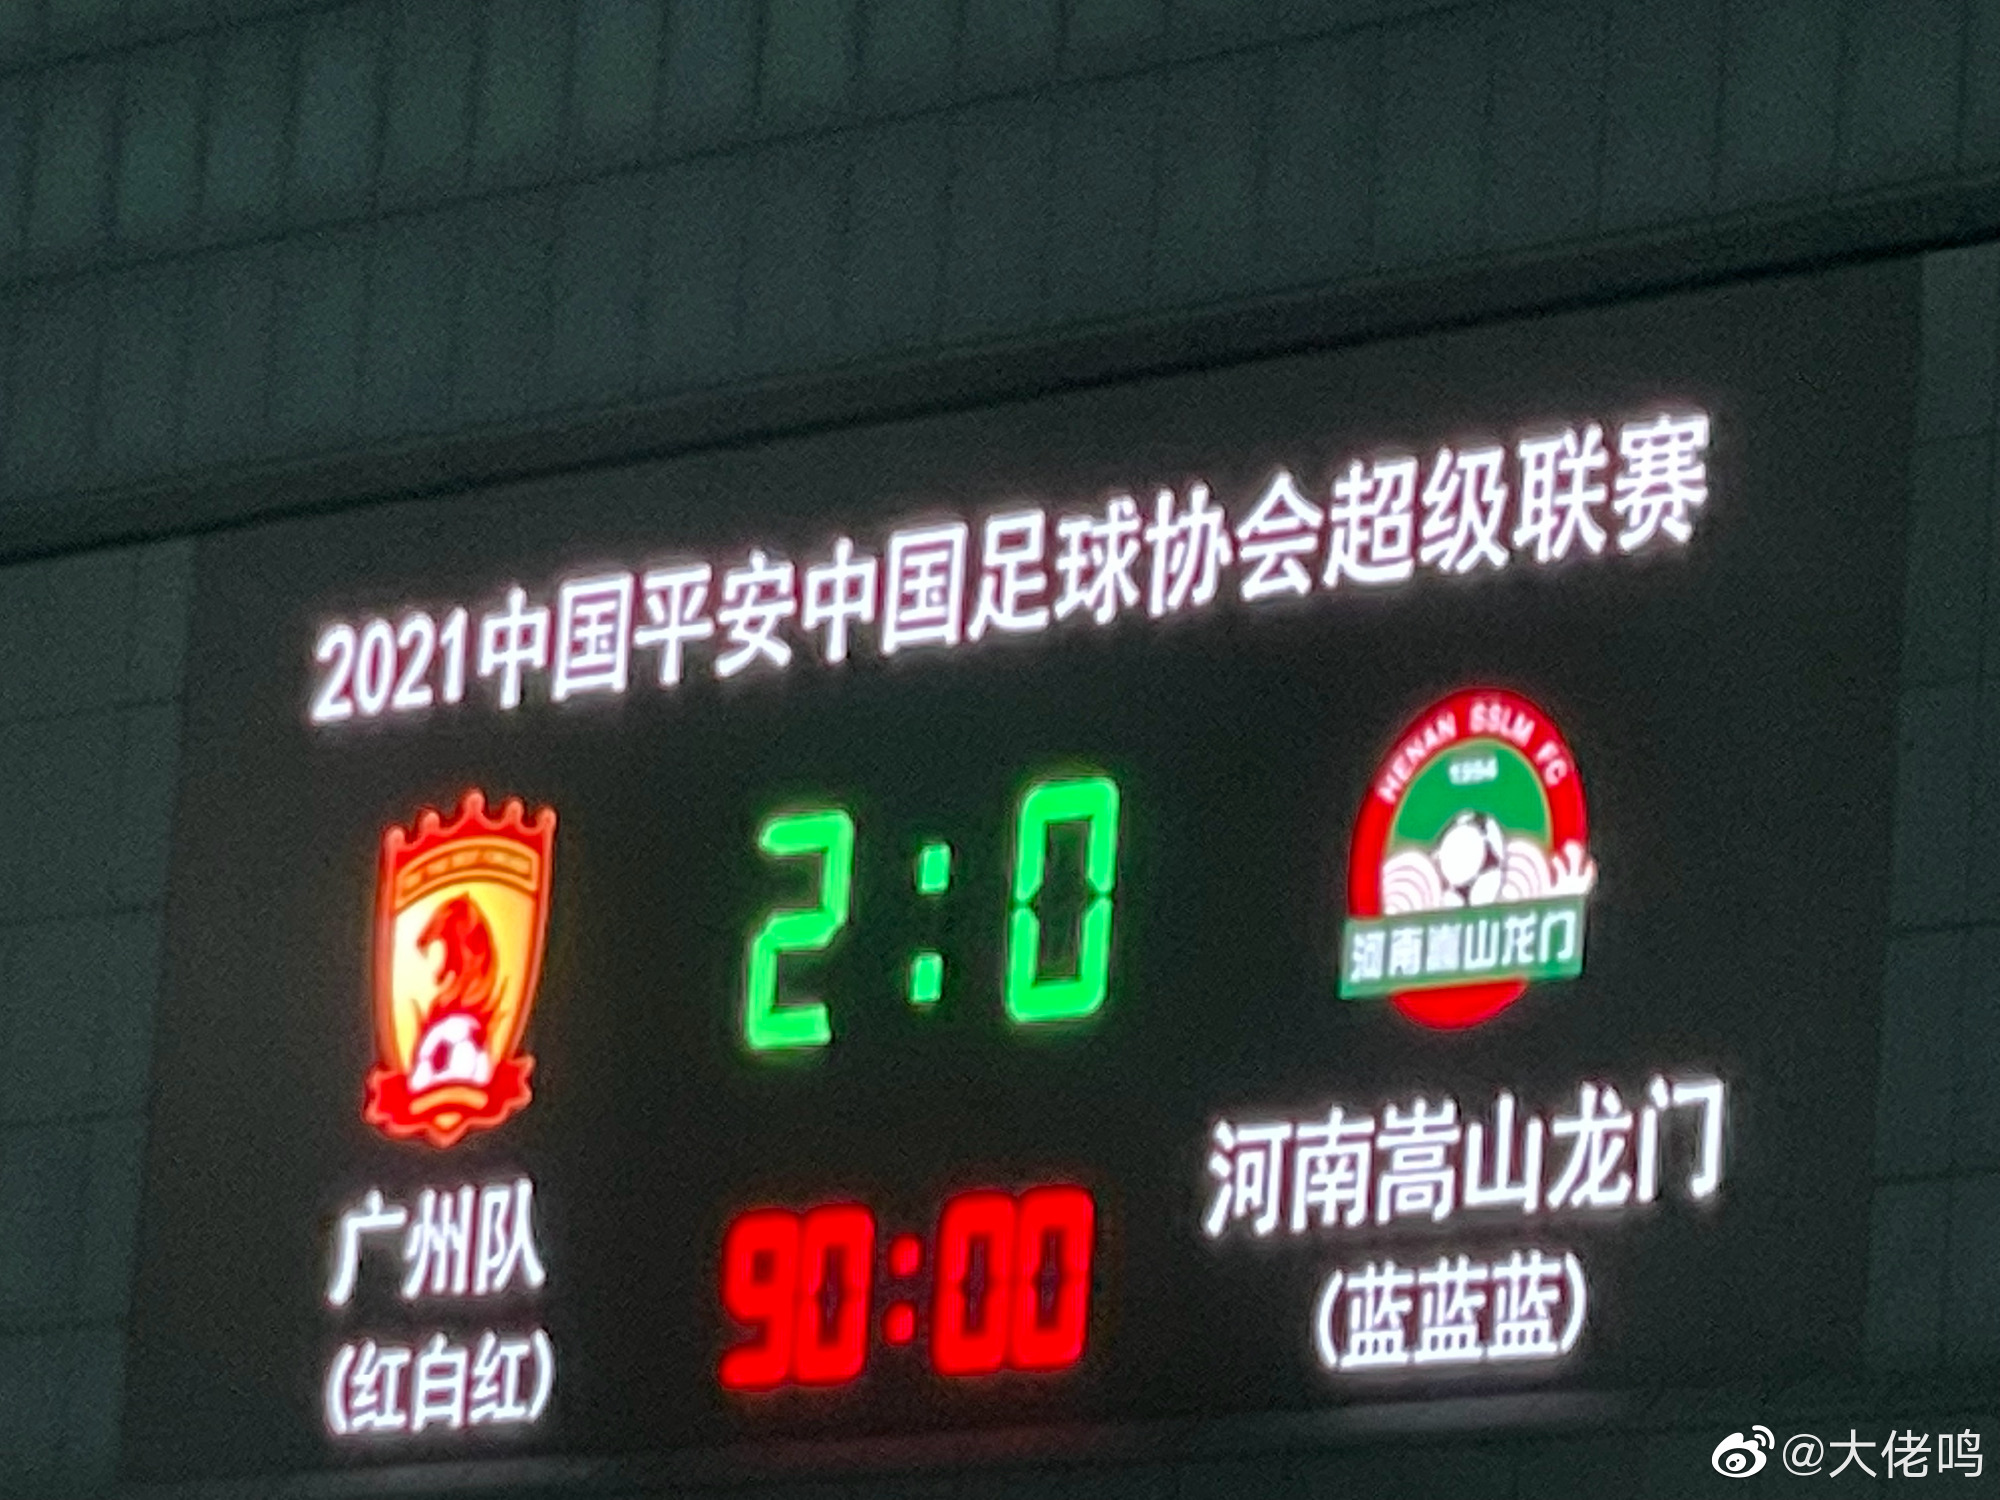 2021中国平安中国足球协会超级联赛
2:0
HENAN SSLM FC
1994
河南嵩山龙门
广州队
(红白红)
90:00
河南嵩山龙门
(蓝蓝蓝)
@大佬鸣